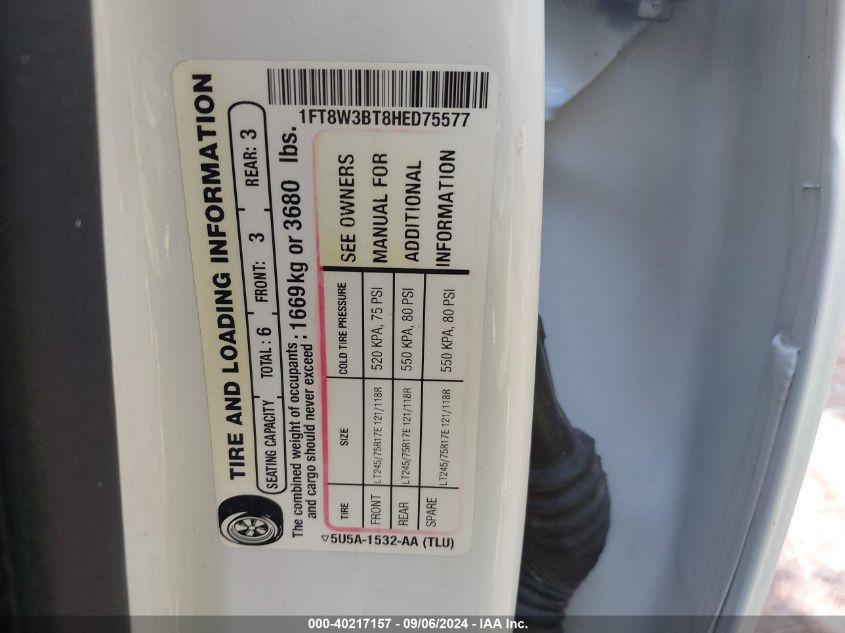 TIRE AND LOADING INFORMATION
SEATING CAPACITY TOTAL: 6 FRONT: 3 REAR: 3
The combined weight of occupants
and cargo should never exceed : 1669kg or 3680 lbs.
TIRE SIZE COLD TIRE PRESSURE
FRONT LT245/75R17E 121/118R 520 KPA, 75 PSI
REAR LT245/75R17E 121/118R 550 KPA, 80 PSI
SPARE LT245/75R17E 121/118R 550 KPA, 80 PSI
SEE OWNERS
MANUAL FOR
ADDITIONAL
INFORMATION
5U5A-1532-AA (TLU)
1FT8W3BT8HED75577
000-40217157 - 09/06/2024 - IAA Inc.